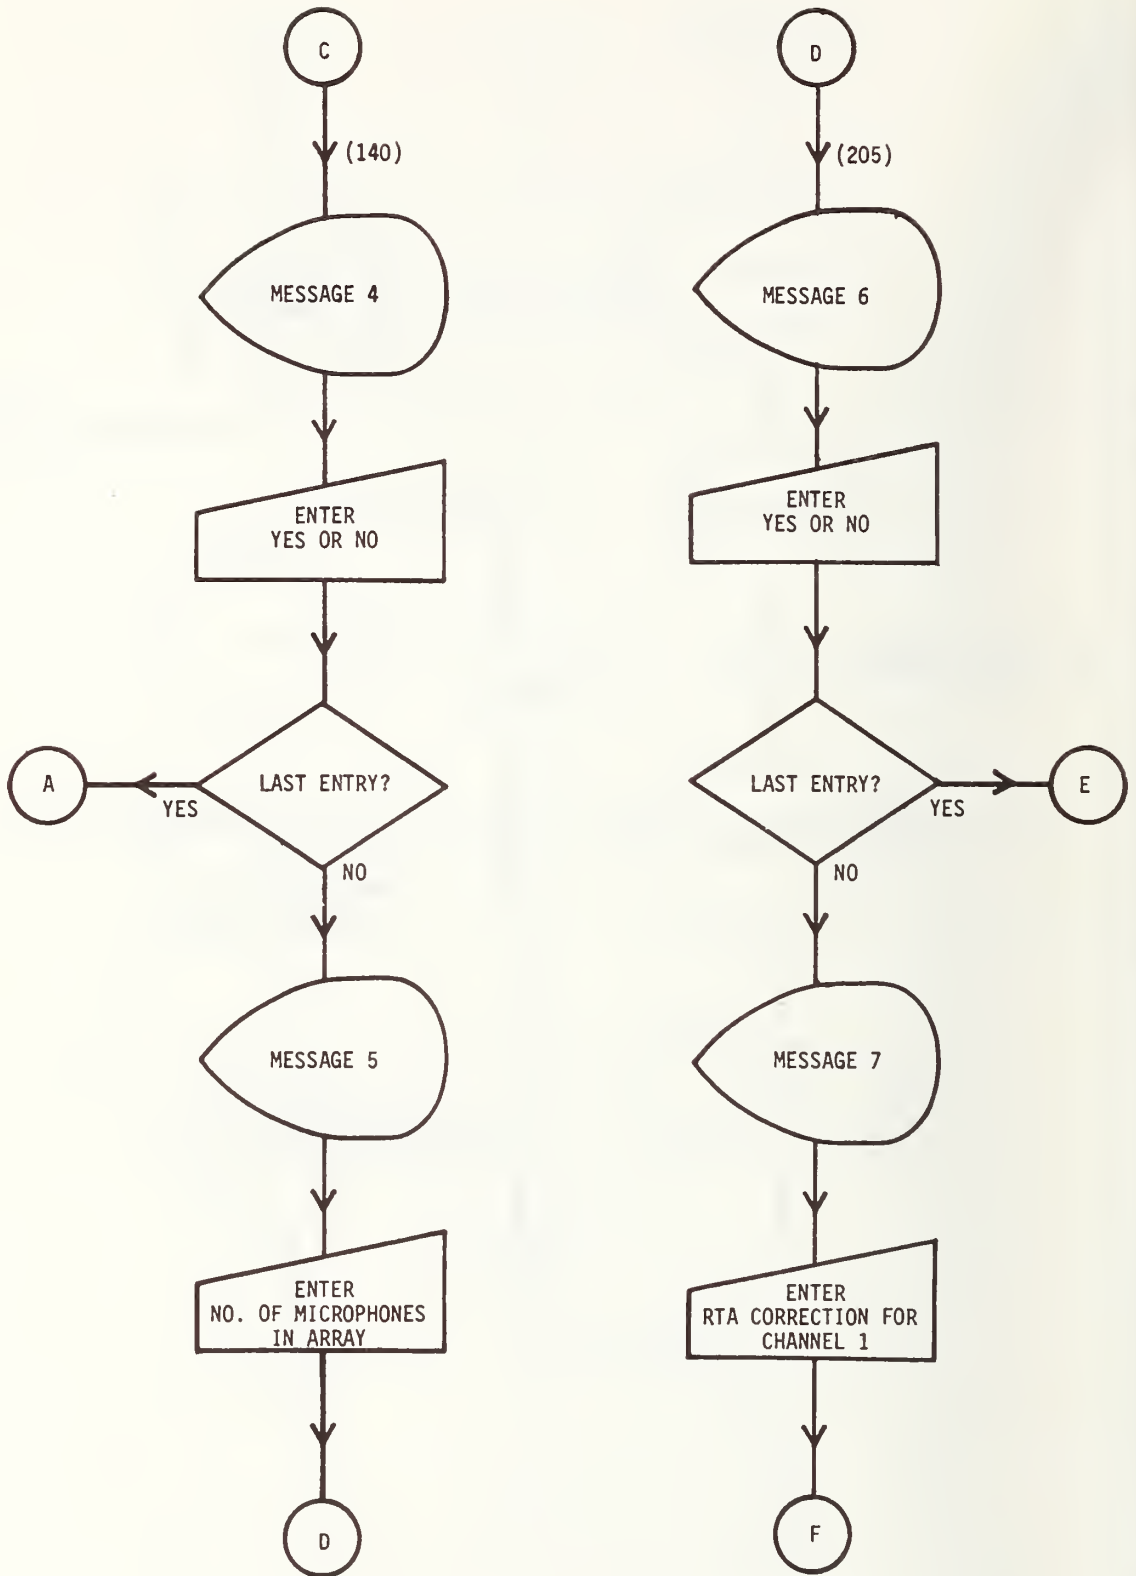 C
(140)
MESSAGE 4
ENTER
YES OR NO
LAST ENTRY?
A
YES
NO
MESSAGE 5
ENTER
NO. OF MICROPHONES
IN ARRAY
D
D
(205)
MESSAGE 6
ENTER
YES OR NO
LAST ENTRY?
YES
E
NO
MESSAGE 7
ENTER
RTA CORRECTION FOR
CHANNEL 1
F